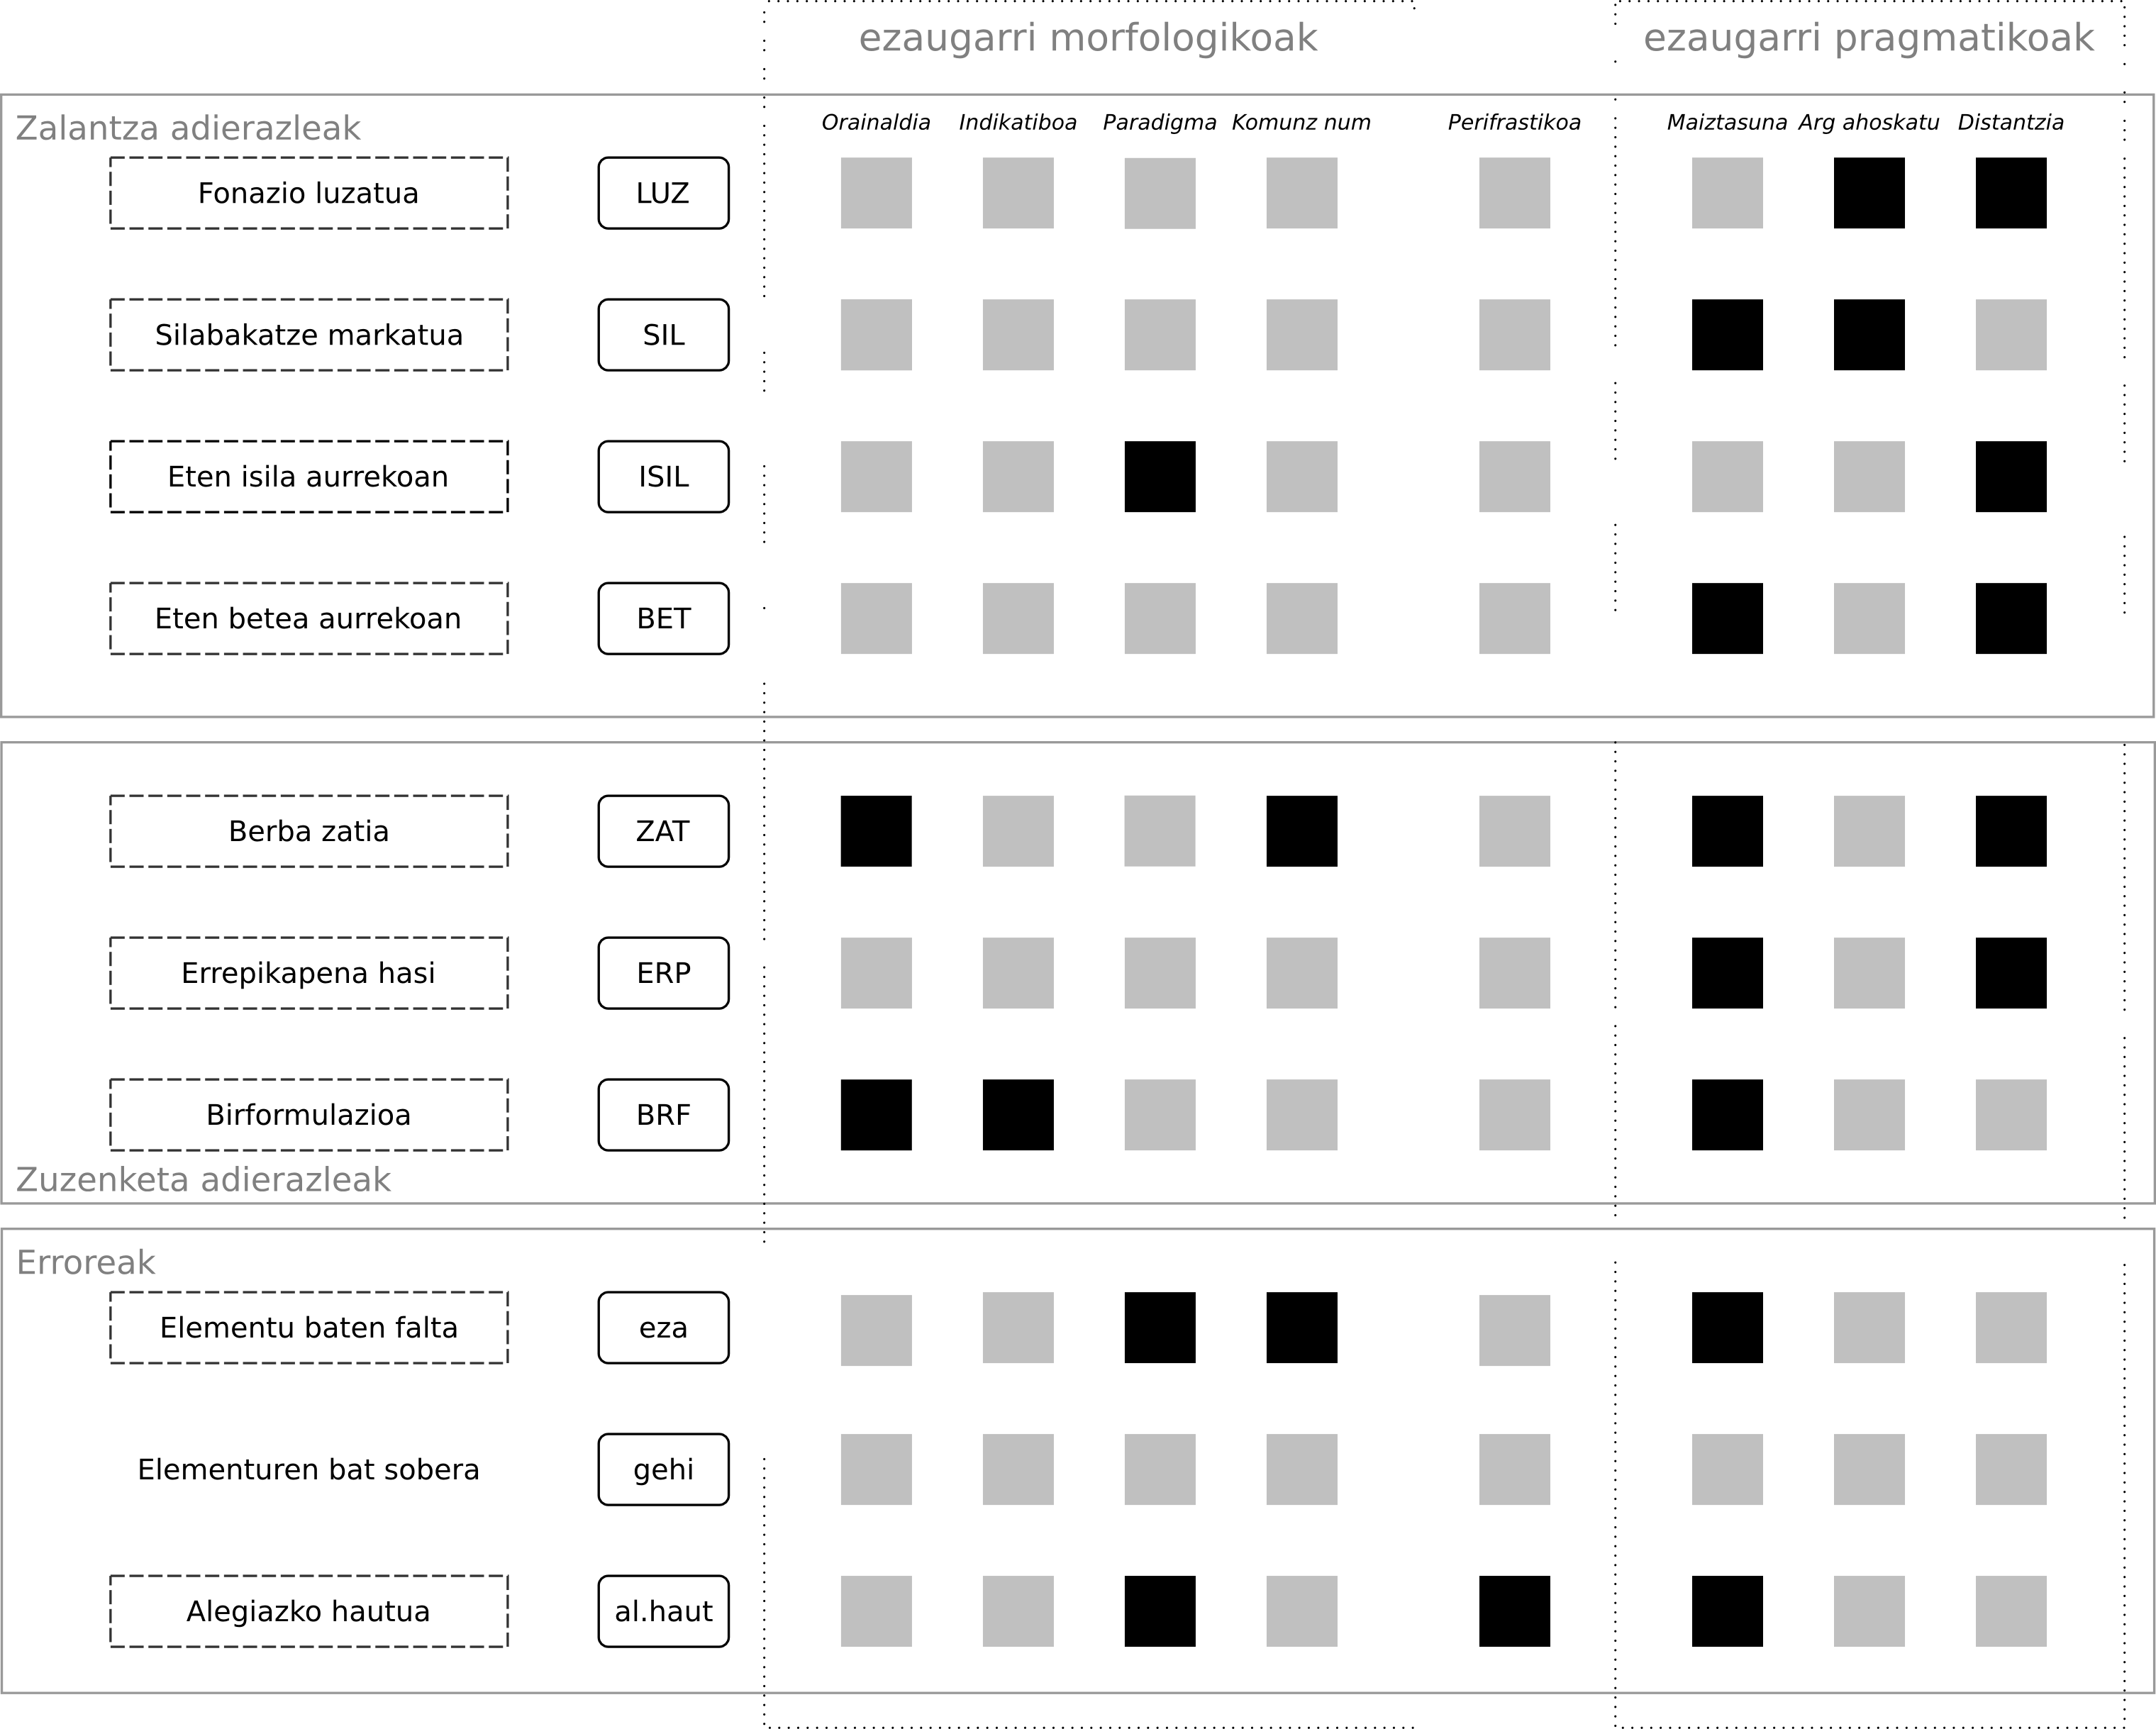 ezaugarri morfologikoak ezaugarri pragmatikoak
Zalantza adierazleak
Orainaldia Indikatiboa Paradigma Komunz num Perifrastikoa Maiztasuna Arg ahoskatu Distantzia
Fonazio luzatua LUZ
Silabakatze markatua SIL
Eten isila aurrekoan ISIL
Eten betea aurrekoan BET
Berba zatia ZAT
Errepikapena hasi ERP
Birformulazioa BRF
Zuzenketa adierazleak
Erroreak
Elementu baten falta eza
Elementuren bat sobera gehi
Alegiazko hautua al.haut